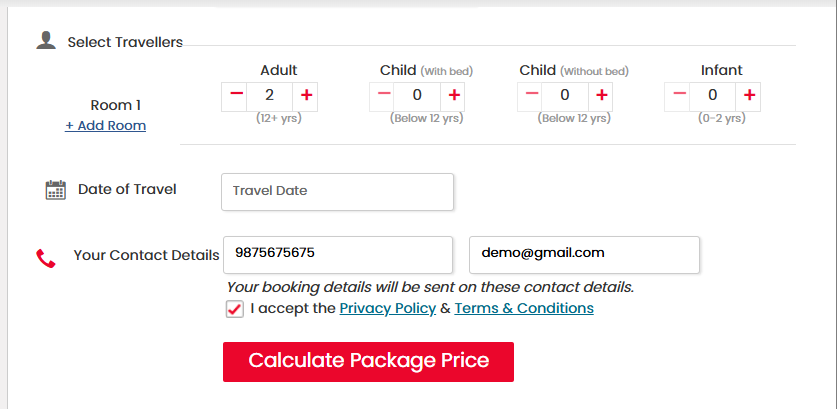 Select Travellers
Adult Child (With bed) Child (Without bed) Infant
Room 1 − 2 + − 0 + − 0 + − 0 +
+ Add Room (12+ yrs) (Below 12 yrs) (Below 12 yrs) (0-2 yrs)
Date of Travel Travel Date
Your Contact Details 9875675675 demo@gmail.com
Your booking details will be sent on these contact details.
I accept the Privacy Policy & Terms & Conditions
Calculate Package Price